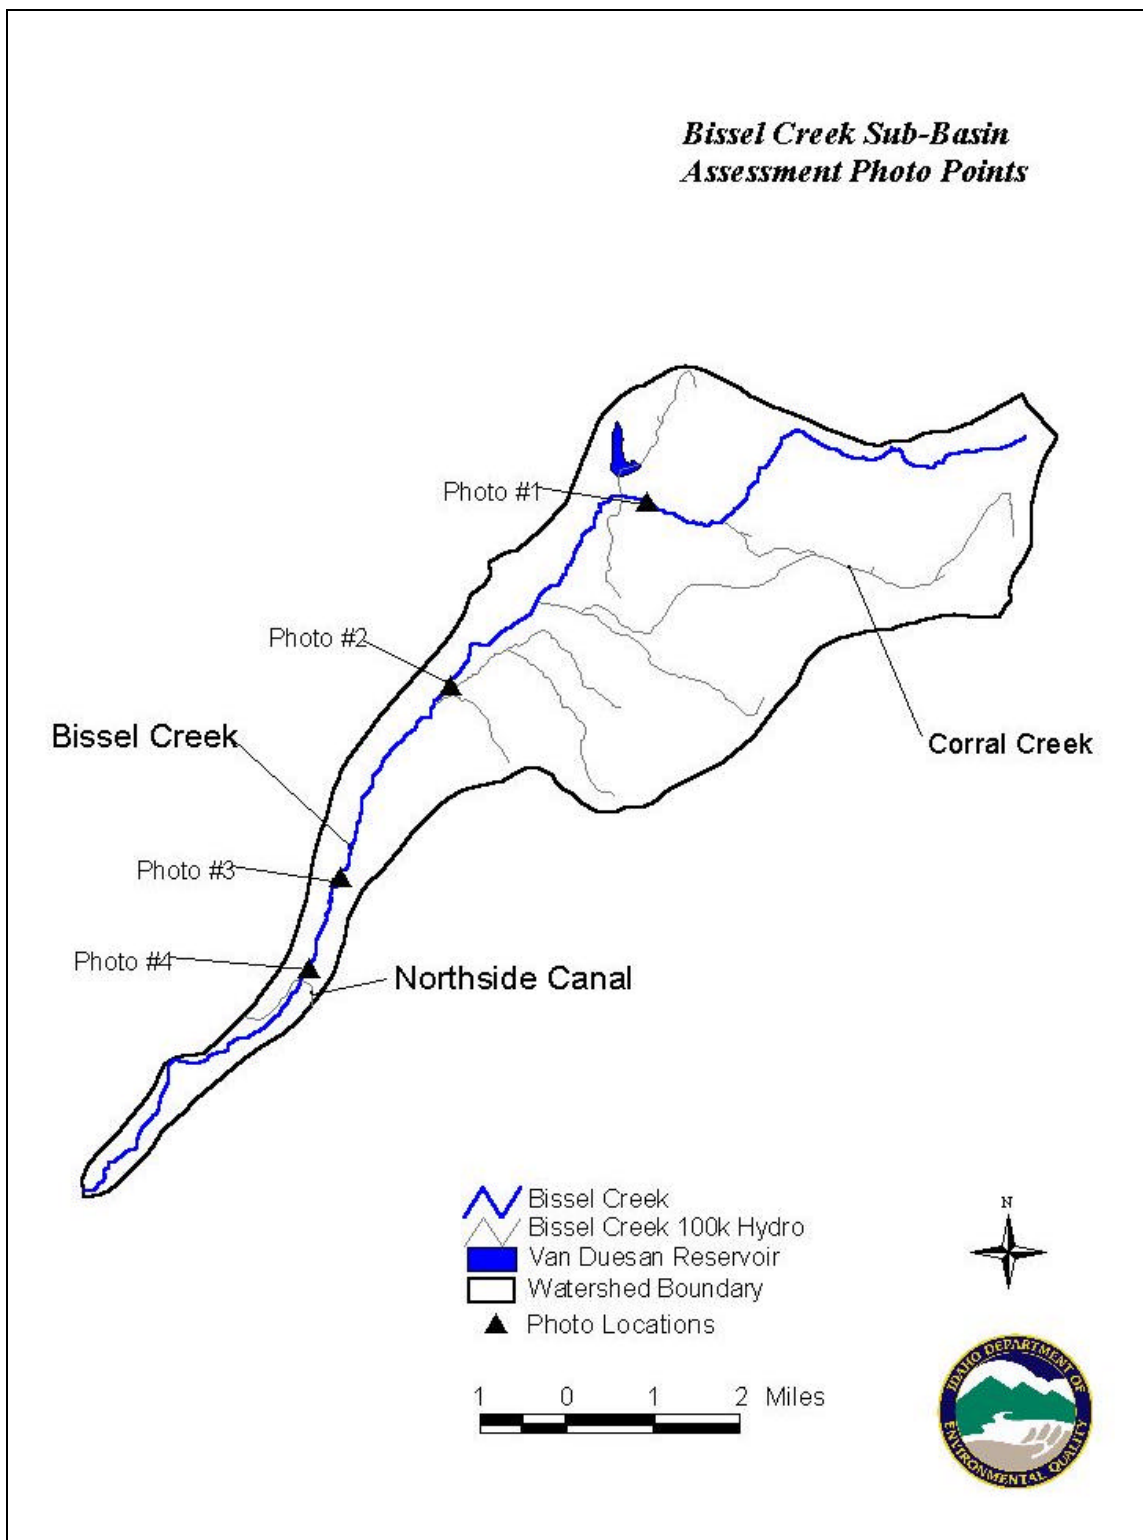 Bissel Creek Sub-Basin
Assessment Photo Points
Photo #1
Photo #2
Bissel Creek
Corral Creek
Photo #3
Photo #4
Northside Canal
Bissel Creek
Bissel Creek 100k Hydro
Van Duesan Reservoir
Watershed Boundary
Photo Locations
N
1 0 1 2 Miles
IDAHO DEPARTMENT OF
ENVIRONMENTAL QUALITY